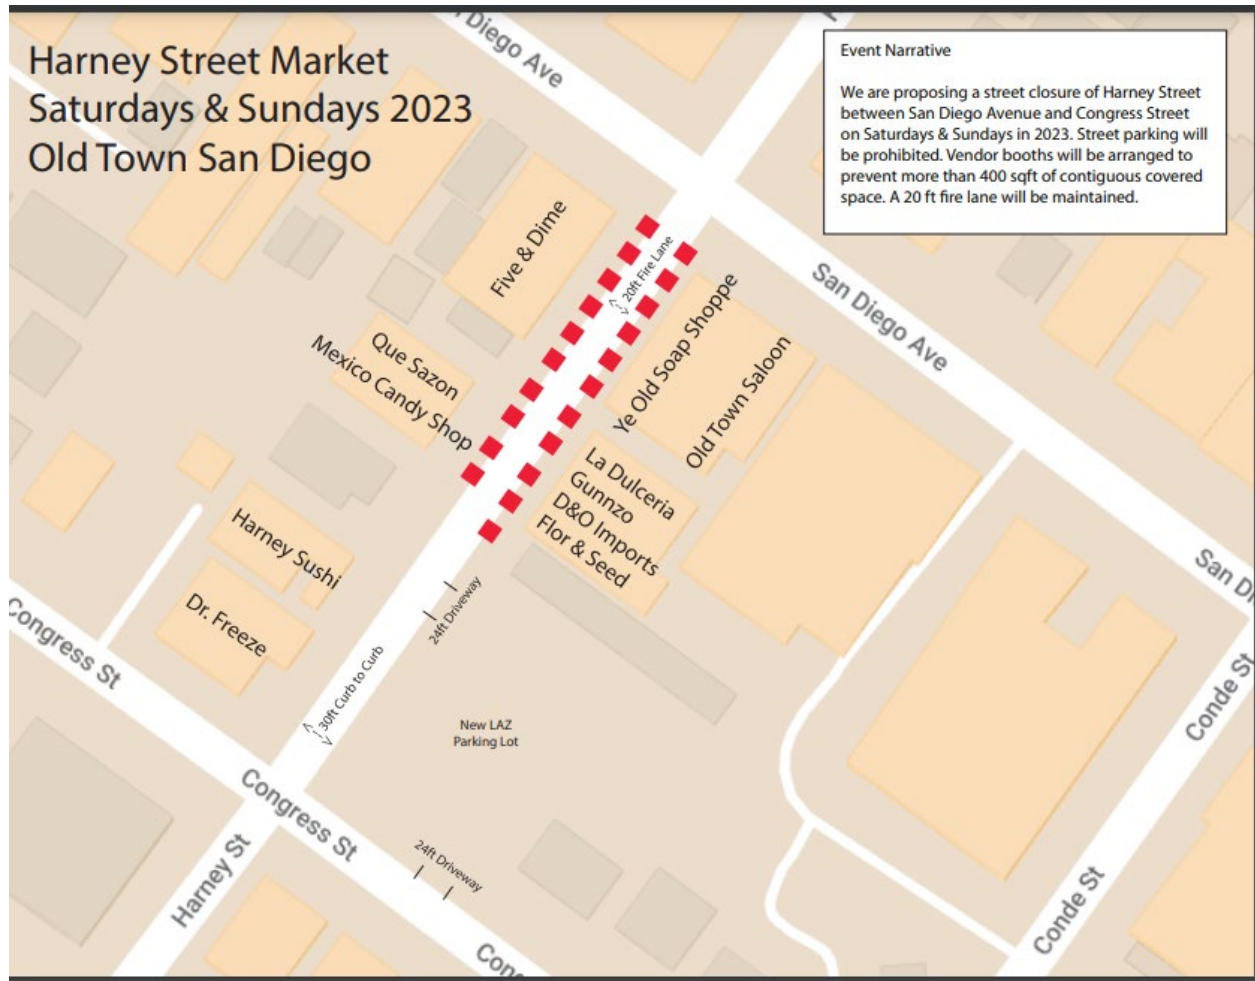 Harney Street Market
Saturdays & Sundays 2023
Old Town San Diego
Diego Ave
Event Narrative
We are proposing a street closure of Harney Street
between San Diego Avenue and Congress Street
on Saturdays & Sundays in 2023. Street parking will
be prohibited. Vendor booths will be arranged to
prevent more than 400 sqft of contiguous covered
space. A 20 ft fire lane will be maintained.
Five & Dime
20ft Fire Lane
San Diego Ave
Ye Old Soap Shoppe
Old Town Saloon
Que Sazon
Mexico Candy Shop
La Dulceria
Gunnzo
D&O Imports
Flor & Seed
Harney Sushi
Dr. Freeze
24ft Driveway
San Di
Congress St
30ft Curb to Curb
New LAZ
Parking Lot
Conde St
Congress St
24ft Driveway
Harney St
Conde St
Con